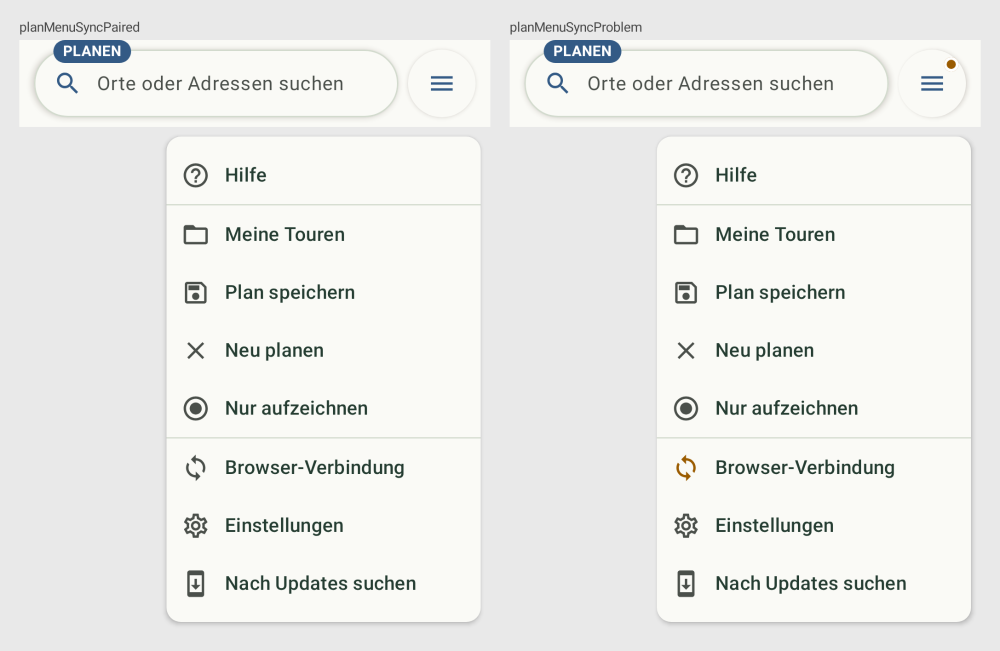 planMenuSyncPaired
PLANEN
Orte oder Adressen suchen
Hilfe
Meine Touren
Plan speichern
Neu planen
Nur aufzeichnen
Browser-Verbindung
Einstellungen
Nach Updates suchen
planMenuSyncProblem
PLANEN
Orte oder Adressen suchen
Hilfe
Meine Touren
Plan speichern
Neu planen
Nur aufzeichnen
Browser-Verbindung
Einstellungen
Nach Updates suchen